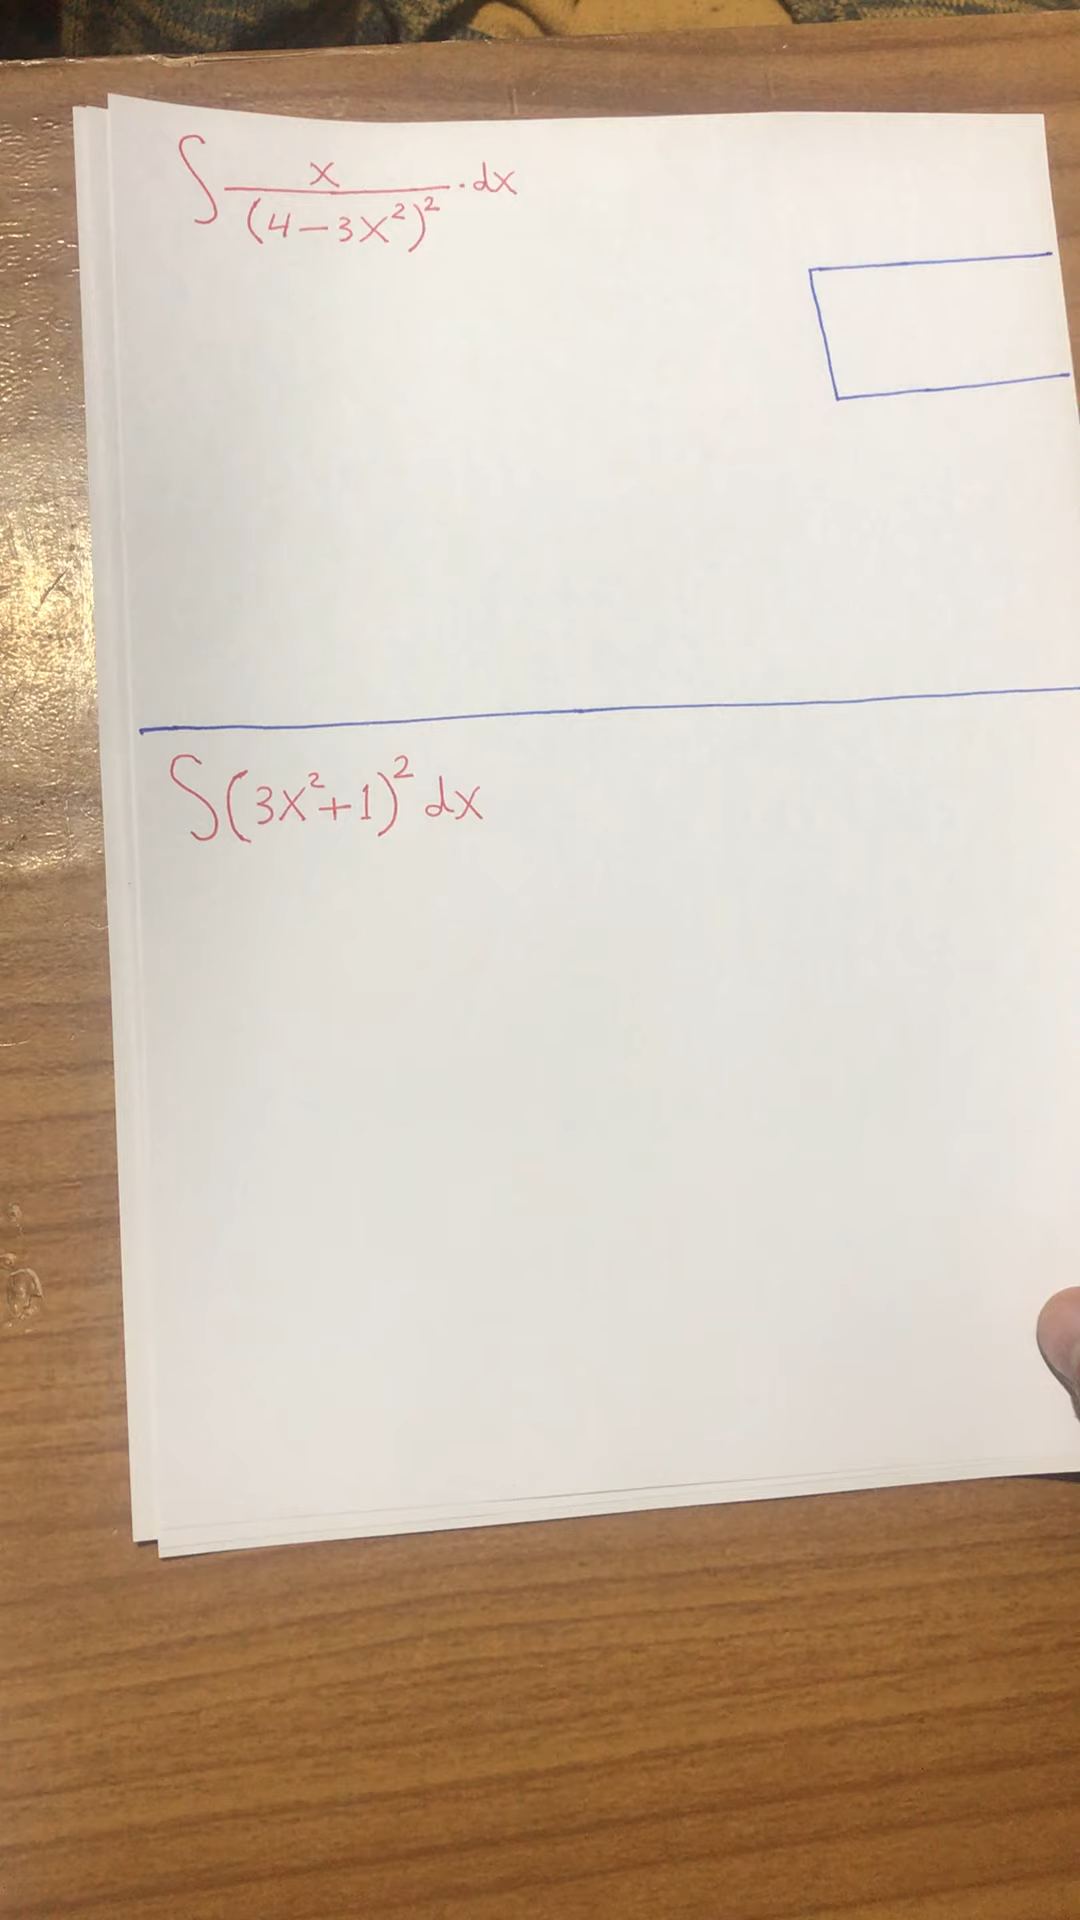 ∫ x/(4-3x²)² · dx
∫(3x²+1)² dx